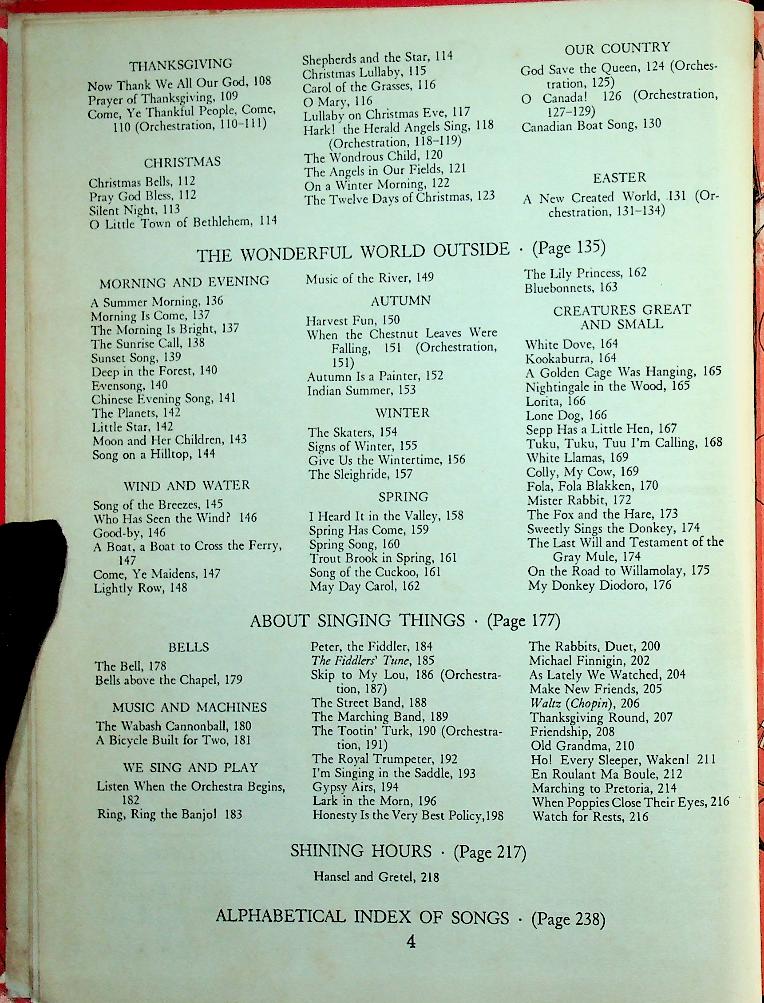 THANKSGIVING
Now Thank We All Our God, 108
Prayer of Thanksgiving, 109
Come, Ye Thankful People, Come,
110 (Orchestration, 110–111)
CHRISTMAS
Christmas Bells, 112
Pray God Bless, 112
Silent Night, 113
O Little Town of Bethlehem, 114
Shepherds and the Star, 114
Christmas Lullaby, 115
Carol of the Grasses, 116
O Mary, 116
Lullaby on Christmas Eve, 117
Hark! the Herald Angels Sing, 118
(Orchestration, 118–119)
The Wondrous Child, 120
The Angels in Our Fields, 121
On a Winter Morning, 122
The Twelve Days of Christmas, 123
OUR COUNTRY
God Save the Queen, 124 (Orches-
tration, 125)
O Canada! 126 (Orchestration,
127–129)
Canadian Boat Song, 130
EASTER
A New Created World, 131 (Or-
chestration, 131–134)
THE WONDERFUL WORLD OUTSIDE · (Page 135)
MORNING AND EVENING
A Summer Morning, 136
Morning Is Come, 137
The Morning Is Bright, 137
The Sunrise Call, 138
Sunset Song, 139
Deep in the Forest, 140
Evensong, 140
Chinese Evening Song, 141
The Planets, 142
Little Star, 142
Moon and Her Children, 143
Song on a Hilltop, 144
WIND AND WATER
Song of the Breezes, 145
Who Has Seen the Wind? 146
Good-by, 146
A Boat, a Boat to Cross the Ferry,
147
Come, Ye Maidens, 147
Lightly Row, 148
Music of the River, 149
AUTUMN
Harvest Fun, 150
When the Chestnut Leaves Were
Falling, 151 (Orchestration,
151)
Autumn Is a Painter, 152
Indian Summer, 153
WINTER
The Skaters, 154
Signs of Winter, 155
Give Us the Wintertime, 156
The Sleighride, 157
SPRING
I Heard It in the Valley, 158
Spring Has Come, 159
Spring Song, 160
Trout Brook in Spring, 161
Song of the Cuckoo, 161
May Day Carol, 162
The Lily Princess, 162
Bluebonnets, 163
CREATURES GREAT
AND SMALL
White Dove, 164
Kookaburra, 164
A Golden Cage Was Hanging, 165
Nightingale in the Wood, 165
Lorita, 166
Lone Dog, 166
Sepp Has a Little Hen, 167
Tuku, Tuku, Tuu I'm Calling, 168
White Llamas, 169
Colly, My Cow, 169
Fola, Fola Blakken, 170
Mister Rabbit, 172
The Fox and the Hare, 173
Sweetly Sings the Donkey, 174
The Last Will and Testament of the
Gray Mule, 174
On the Road to Willamolay, 175
My Donkey Diodoro, 176
ABOUT SINGING THINGS · (Page 177)
BELLS
The Bell, 178
Bells above the Chapel, 179
MUSIC AND MACHINES
The Wabash Cannonball, 180
A Bicycle Built for Two, 181
WE SING AND PLAY
Listen When the Orchestra Begins,
182
Ring, Ring the Banjo! 183
Peter, the Fiddler, 184
The Fiddlers' Tune, 185
Skip to My Lou, 186 (Orchestra-
tion, 187)
The Street Band, 188
The Marching Band, 189
The Tootin' Turk, 190 (Orchestra-
tion, 191)
The Royal Trumpeter, 192
I'm Singing in the Saddle, 193
Gypsy Airs, 194
Lark in the Morn, 196
Honesty Is the Very Best Policy,198
The Rabbits, Duet, 200
Michael Finnigin, 202
As Lately We Watched, 204
Make New Friends, 205
Waltz (Chopin), 206
Thanksgiving Round, 207
Friendship, 208
Old Grandma, 210
Ho! Every Sleeper, Waken! 211
En Roulant Ma Boule, 212
Marching to Pretoria, 214
When Poppies Close Their Eyes, 216
Watch for Rests, 216
SHINING HOURS · (Page 217)
Hansel and Gretel, 218
ALPHABETICAL INDEX OF SONGS · (Page 238)
4